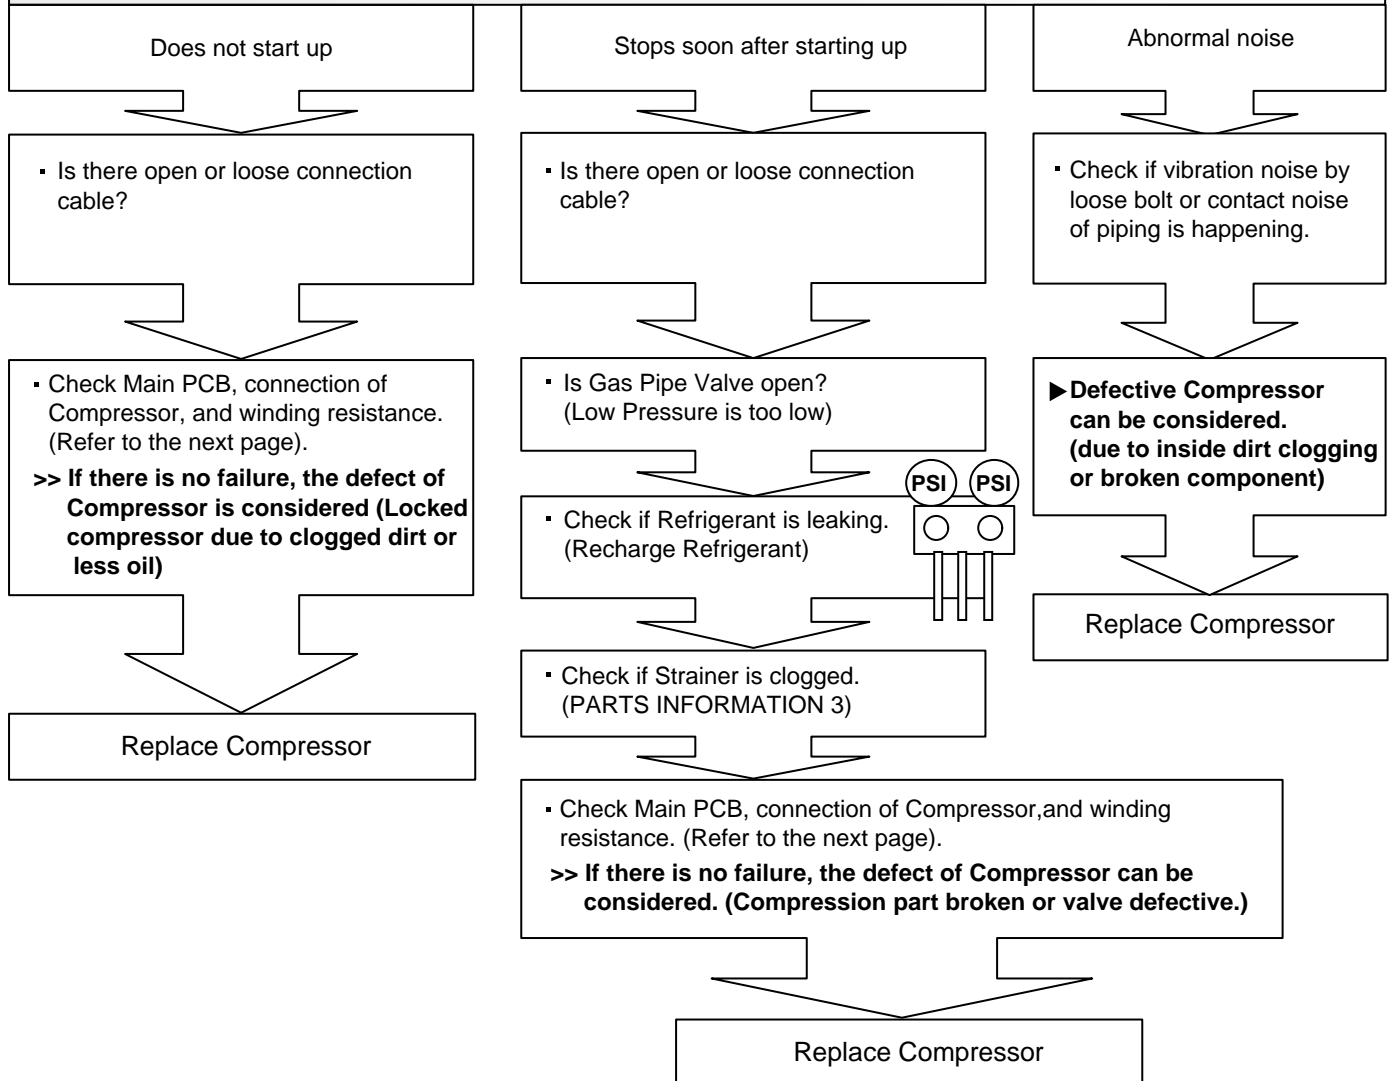 Does not start up
▪ Is there open or loose connection
cable?
▪ Check Main PCB, connection of
Compressor, and winding resistance.
(Refer to the next page).
>> If there is no failure, the defect of
Compressor is considered (Locked
compressor due to clogged dirt or
less oil)
Replace Compressor
Stops soon after starting up
▪ Is there open or loose connection
cable?
▪ Is Gas Pipe Valve open?
(Low Pressure is too low)
▪ Check if Refrigerant is leaking.
(Recharge Refrigerant)
PSI PSI
▪ Check if Strainer is clogged.
(PARTS INFORMATION 3)
▪ Check Main PCB, connection of Compressor,and winding
resistance. (Refer to the next page).
>> If there is no failure, the defect of Compressor can be
considered. (Compression part broken or valve defective.)
Replace Compressor
Abnormal noise
▪ Check if vibration noise by
loose bolt or contact noise
of piping is happening.
▶Defective Compressor
can be considered.
(due to inside dirt clogging
or broken component)
Replace Compressor